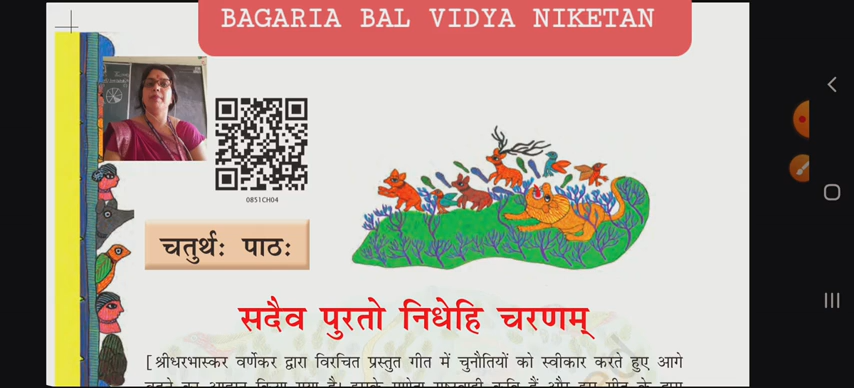 BAGARIA BAL VIDYA NIKETAN
0851CH04
चतुर्थः पाठः
सदैव पुरतो निधेहि चरणम्
[श्रीधरभास्कर वर्णेकर द्वारा विरचित प्रस्तुत गीत में चुनौतियों को स्वीकार करते हुए आगे